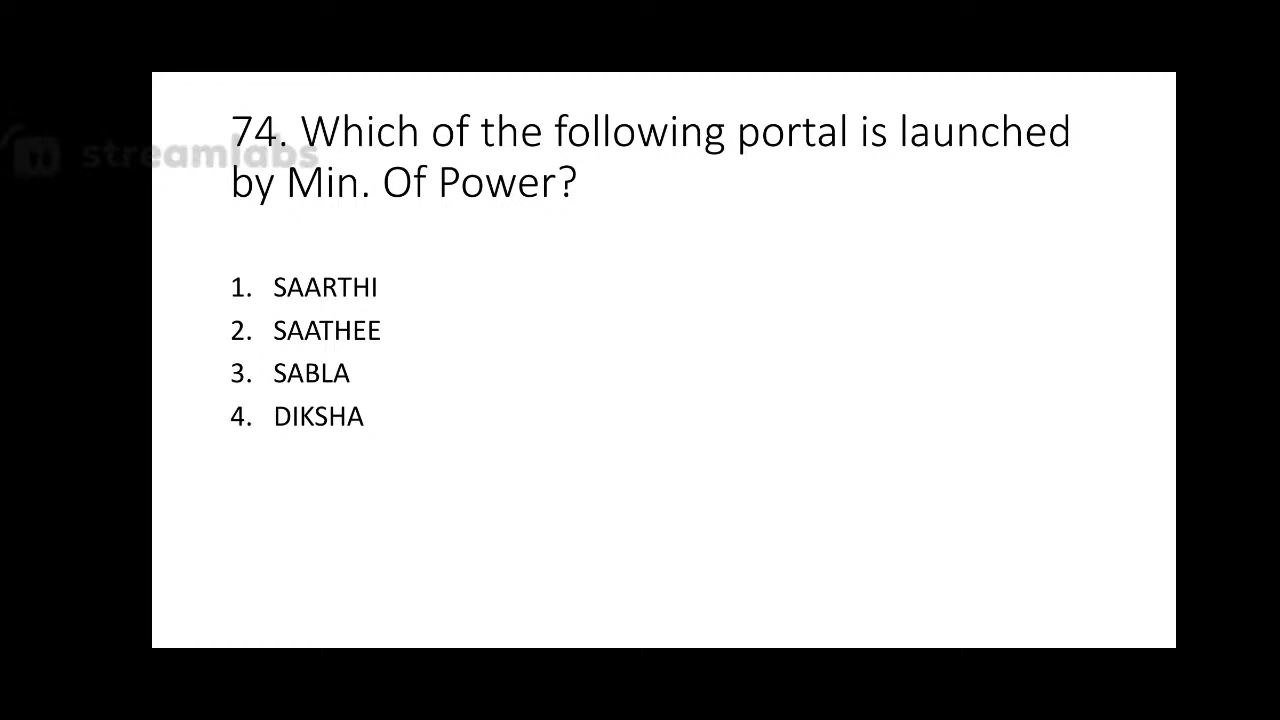 74. Which of the following portal is launched
streamlabs
by Min. Of Power?
1. SAARTHI
2. SAATHEE
3. SABLA
4. DIKSHA